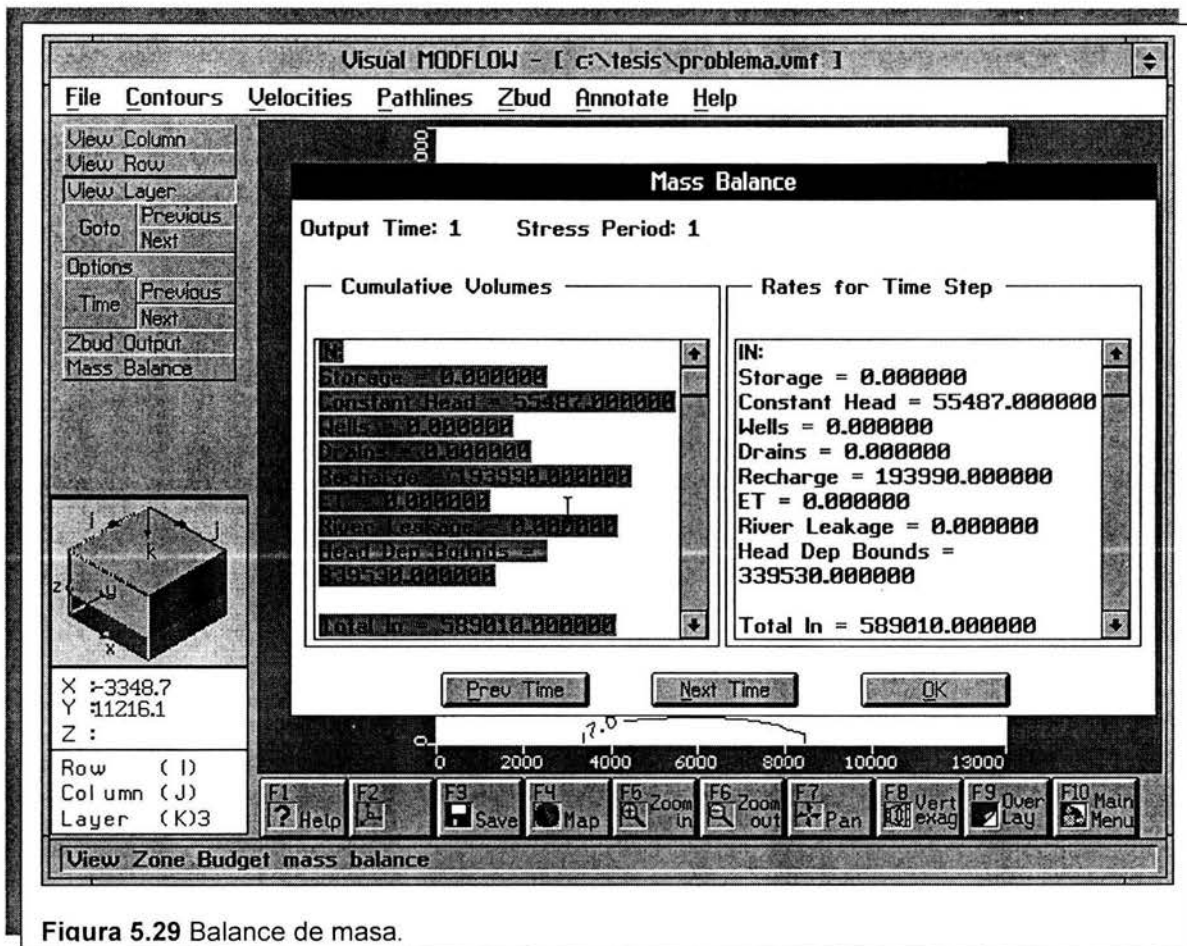 Visual MODFLOW - [ c:\tesis\problema.vmf ]
File Contours Velocities Pathlines Zbud Annotate Help
View Column
View Row
View Layer
Goto Previous
Next
Options
Time Previous
Next
Zbud Output
Mass Balance
Mass Balance
Output Time: 1 Stress Period: 1
Cumulative Volumes
IN:
Storage = 0.000000
Constant Head = 55487.000000
Wells = 0.000000
Drains = 0.000000
Recharge = 193990.000000
ET = 0.000000
River Leakage = 0.000000
Head Dep Bounds =
339530.000000
Total In = 589010.000000
Rates for Time Step
IN:
Storage = 0.000000
Constant Head = 55487.000000
Wells = 0.000000
Drains = 0.000000
Recharge = 193990.000000
ET = 0.000000
River Leakage = 0.000000
Head Dep Bounds =
339530.000000
Total In = 589010.000000
Prev Time Next Time OK
7.0
0
0 2000 4000 6000 8000 10000 13000
i j
k
z y
x
X :-3348.7
Y :11216.1
Z :
Row (I)
Column (J)
Layer (K)3
F1 ? Help
F2
F3 Save
F4 Map
F5 Zoom in
F6 Zoom out
F7 Pan
F8 Vert exag
F9 Over Lay
F10 Main Menu
View Zone Budget mass balance
Figura 5.29 Balance de masa.